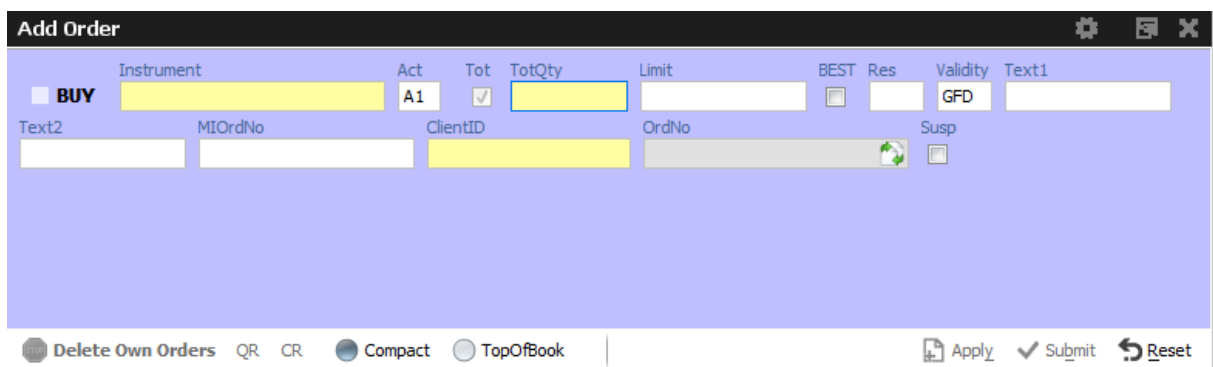 Add Order
Instrument Act Tot TotQty Limit BEST Res Validity Text1
BUY A1 GFD
Text2 MIOrdNo ClientID OrdNo Susp
Delete Own Orders QR CR Compact TopOfBook Apply Submit Reset